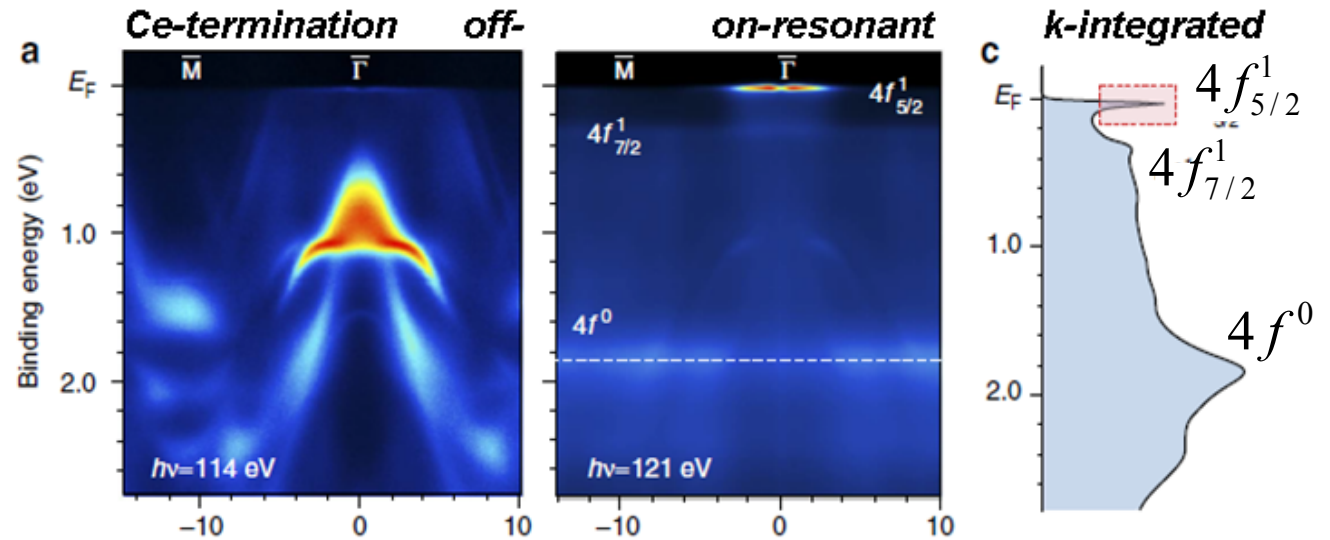 Ce-termination off- on-resonant k-integrated
a
c
M̅ Γ̅ M̅ Γ̅
E_F
4f^1_{5/2}
4f^1_{7/2}
Binding energy (eV)
1.0
2.0
4f^0
hν=114 eV
hν=121 eV
−10 0 10
−10 0 10
E_F
4f^1_{5/2}
4f^1_{7/2}
1.0
4f^0
2.0